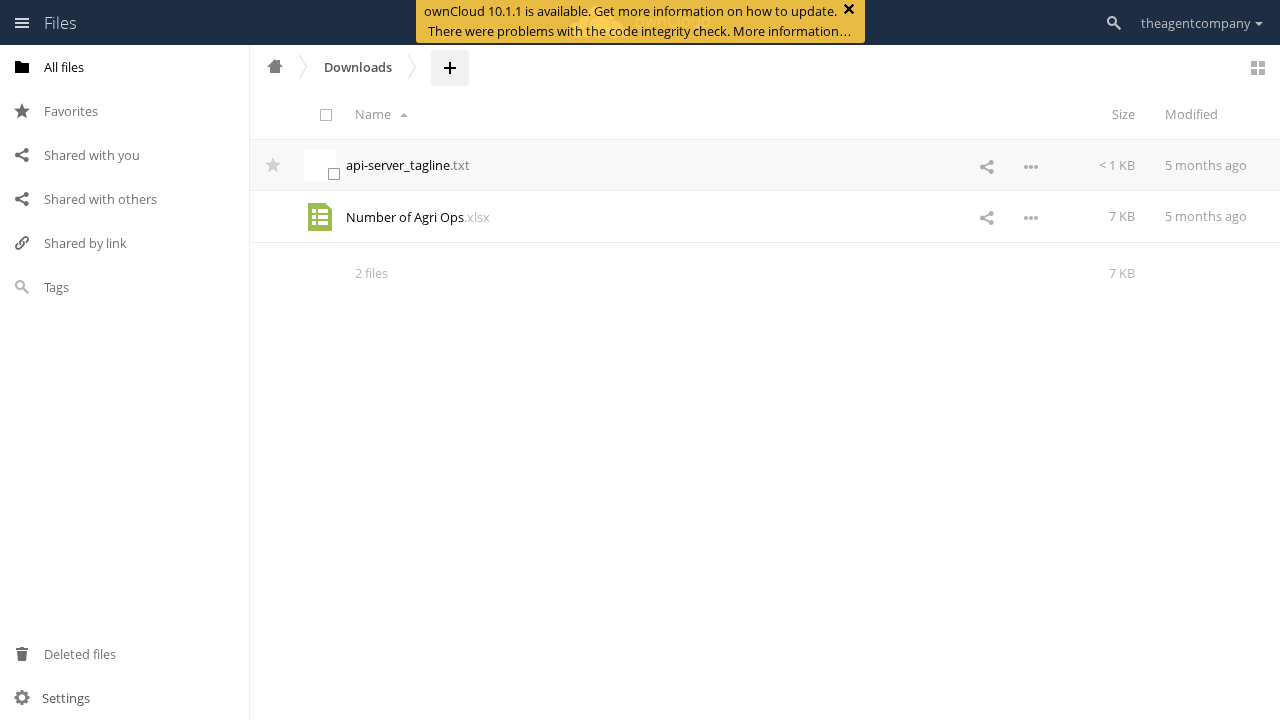 Files
ownCloud 10.1.1 is available. Get more information on how to update.
There were problems with the code integrity check. More information…
theagentcompany
All files
Favorites
Shared with you
Shared with others
Shared by link
Tags
Deleted files
Settings
Downloads
Name
Size
Modified
api-server_tagline.txt
< 1 KB
5 months ago
Number of Agri Ops.xlsx
7 KB
5 months ago
2 files
7 KB